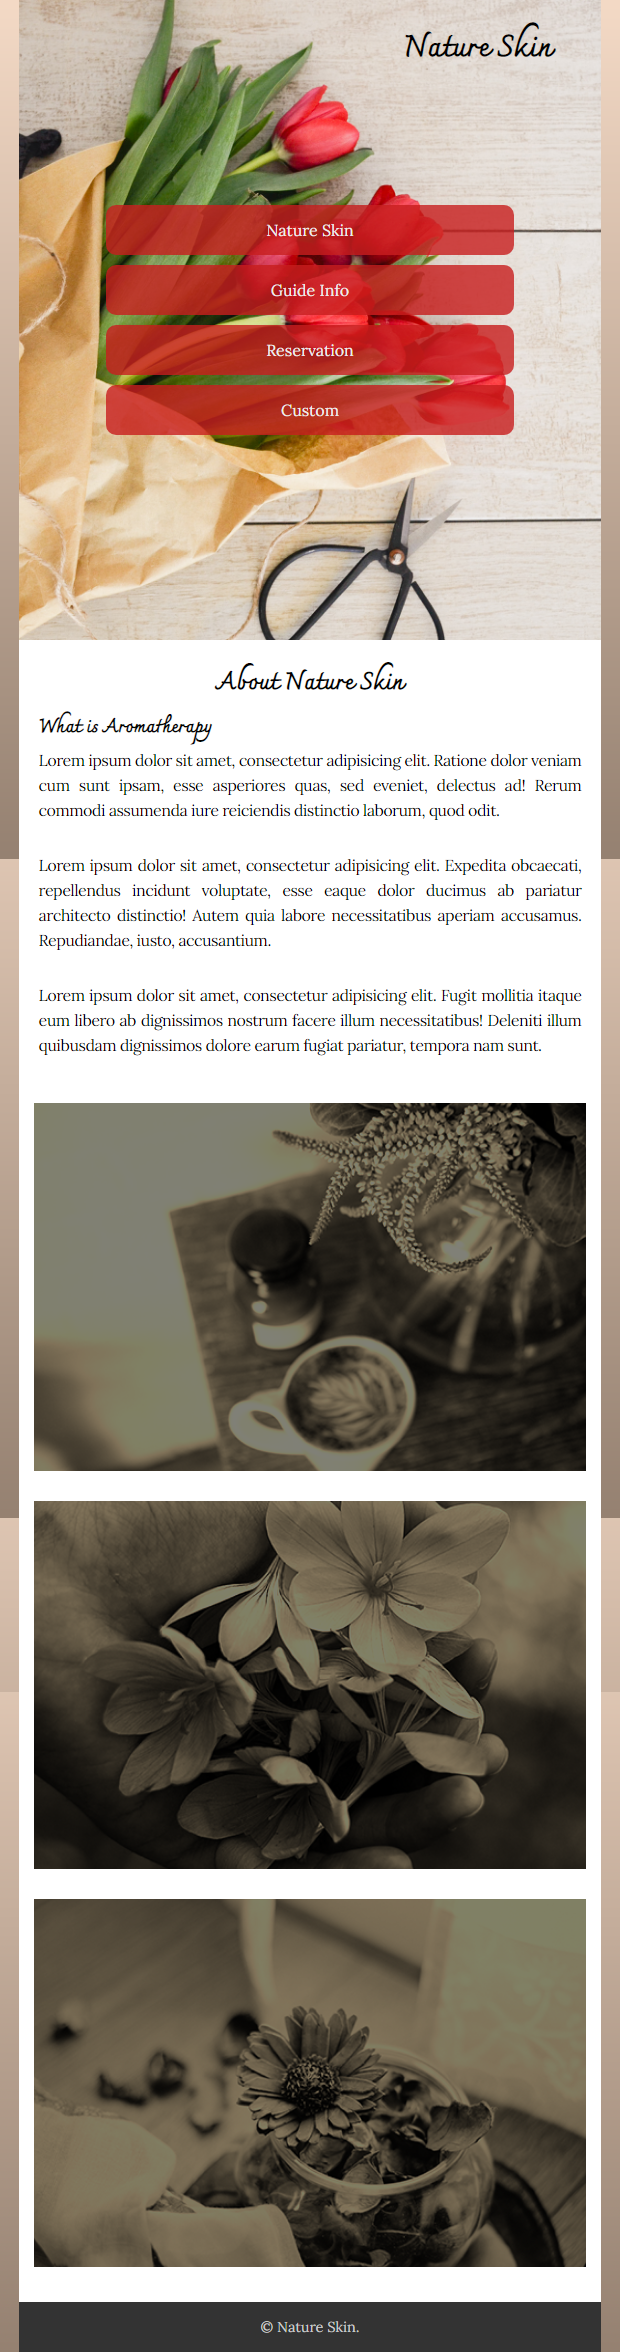 Nature Skin
Nature Skin
Guide Info
Reservation
Custom
About Nature Skin
What is Aromatherapy
Lorem ipsum dolor sit amet, consectetur adipisicing elit. Ratione dolor veniam
cum sunt ipsam, esse asperiores quas, sed eveniet, delectus ad! Rerum
commodi assumenda iure reiciendis distinctio laborum, quod odit.
Lorem ipsum dolor sit amet, consectetur adipisicing elit. Expedita obcaecati,
repellendus incidunt voluptate, esse eaque dolor ducimus ab pariatur
architecto distinctio! Autem quia labore necessitatibus aperiam accusamus.
Repudiandae, iusto, accusantium.
Lorem ipsum dolor sit amet, consectetur adipisicing elit. Fugit mollitia itaque
eum libero ab dignissimos nostrum facere illum necessitatibus! Deleniti illum
quibusdam dignissimos dolore earum fugiat pariatur, tempora nam sunt.
© Nature Skin.